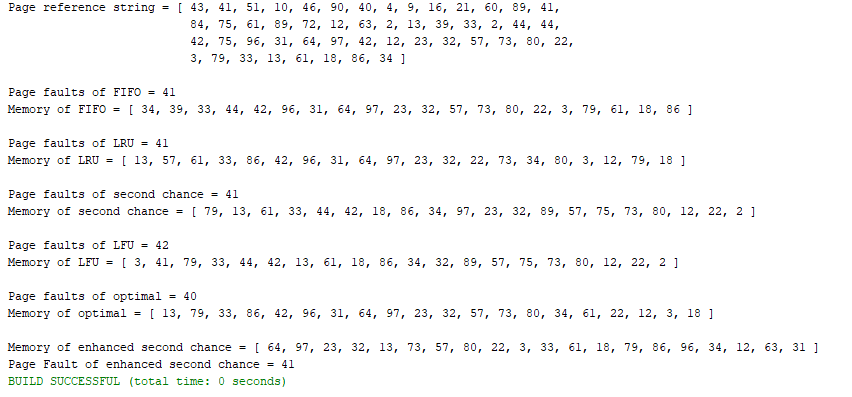 Page reference string = [ 43, 41, 51, 10, 46, 90, 40, 4, 9, 16, 21, 60, 89, 41,
84, 75, 61, 89, 72, 12, 63, 2, 13, 39, 33, 2, 44, 44,
42, 75, 96, 31, 64, 97, 42, 12, 23, 32, 57, 73, 80, 22,
3, 79, 33, 13, 61, 18, 86, 34 ]
Page faults of FIFO = 41
Memory of FIFO = [ 34, 39, 33, 44, 42, 96, 31, 64, 97, 23, 32, 57, 73, 80, 22, 3, 79, 61, 18, 86 ]
Page faults of LRU = 41
Memory of LRU = [ 13, 57, 61, 33, 86, 42, 96, 31, 64, 97, 23, 32, 22, 73, 34, 80, 3, 12, 79, 18 ]
Page faults of second chance = 41
Memory of second chance = [ 79, 13, 61, 33, 44, 42, 18, 86, 34, 97, 23, 32, 89, 57, 75, 73, 80, 12, 22, 2 ]
Page faults of LFU = 42
Memory of LFU = [ 3, 41, 79, 33, 44, 42, 13, 61, 18, 86, 34, 32, 89, 57, 75, 73, 80, 12, 22, 2 ]
Page faults of optimal = 40
Memory of optimal = [ 13, 79, 33, 86, 42, 96, 31, 64, 97, 23, 32, 57, 73, 80, 34, 61, 22, 12, 3, 18 ]
Memory of enhanced second chance = [ 64, 97, 23, 32, 13, 73, 57, 80, 22, 3, 33, 61, 18, 79, 86, 96, 34, 12, 63, 31 ]
Page Fault of enhanced second chance = 41
BUILD SUCCESSFUL (total time: 0 seconds)